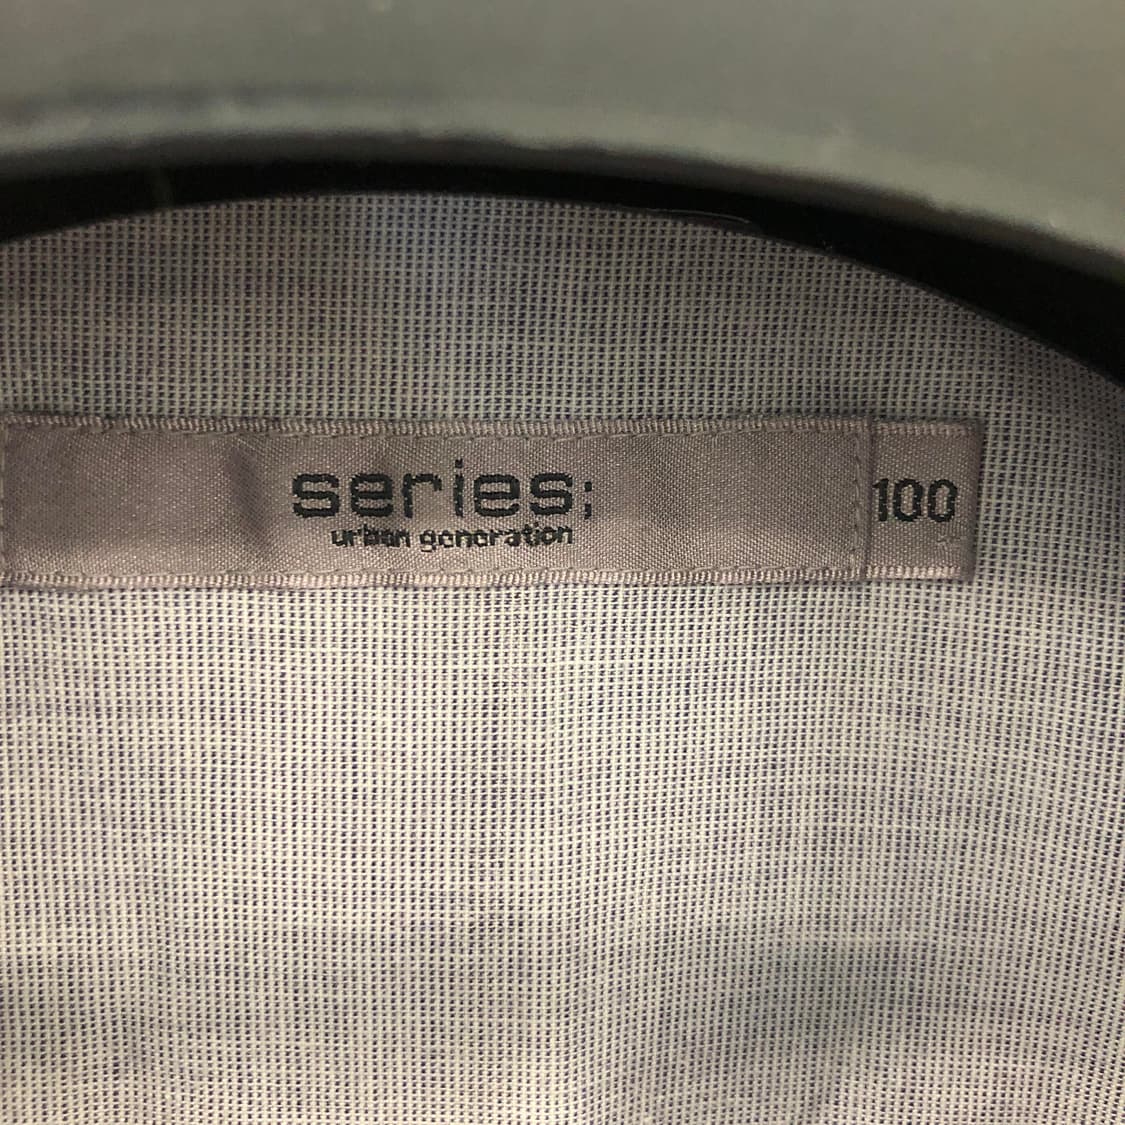 series;
urban generation
100